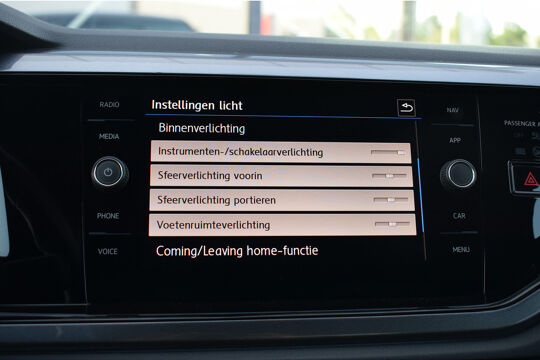 RADIO
Instellingen licht
NAV
Binnenverlichting
MEDIA
APP
Instrumenten-/schakelaarverlichting
Sfeerverlichting voorin
Sfeerverlichting portieren
PHONE
CAR
Voetenruimteverlichting
VOICE
Coming/Leaving home-functie
MENU
PASSENGER